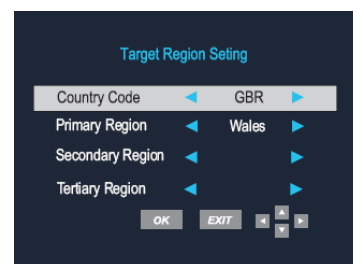 Target Region Seting
Country Code GBR
Primary Region Wales
Secondary Region
Tertiary Region
OK EXIT